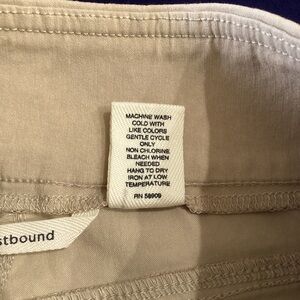 MACHINE WASH
COLD WITH
LIKE COLORS
GENTLE CYCLE
ONLY
NON CHLORINE
BLEACH WHEN
NEEDED
HANG TO DRY
IRON AT LOW
TEMPERATURE
RN 58909
stbound